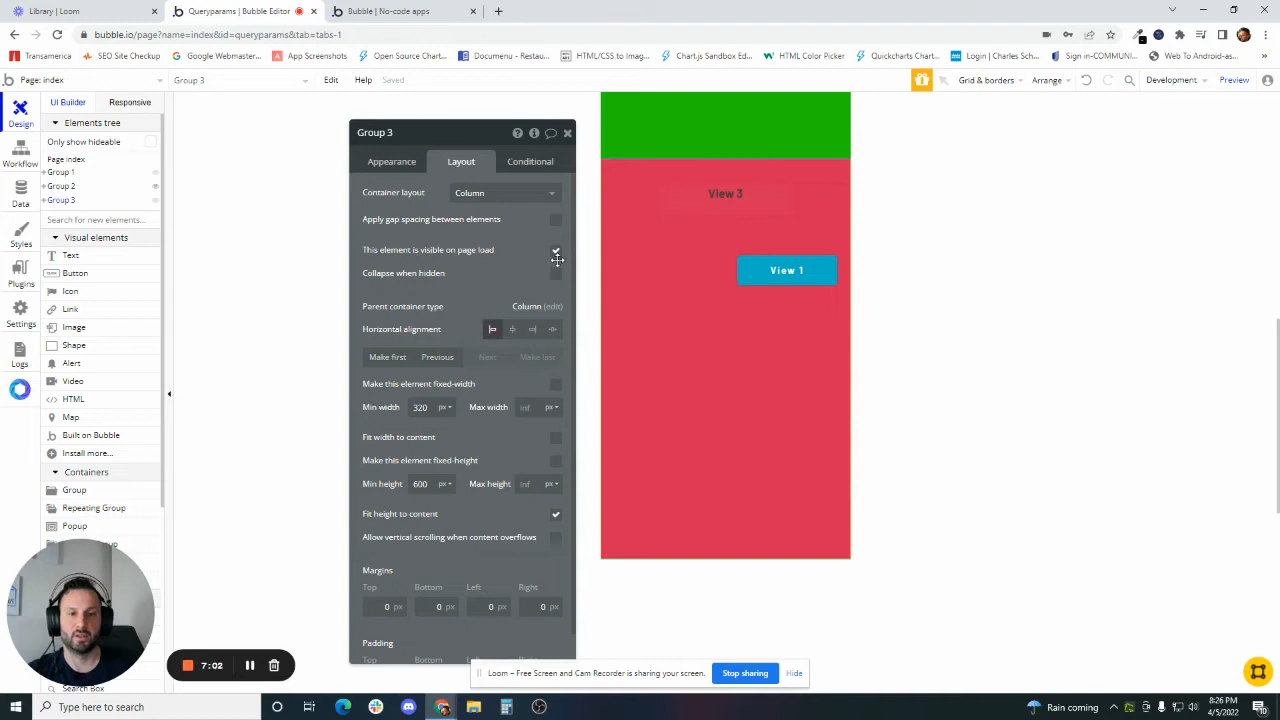 Library | Loom
Queryparams | Bubble Editor
Bubble | No-code apps
bubble.io/page?name=index&id=queryparams&tab=tabs-1
Transamerica
SEO Site Checkup
App Screenshots
Open Source Chart...
Documenu - Restau...
HTML/CSS to Bubbl...
Chart.js Sandbox Ed...
HTML Color Picker
Quickcharts Chart...
Login | Charles Sch...
SIGN in-COMMUNI...
Web To Android-as...
»
Page: index
Group 3
Edit
Help
Saved
Grid & borders
Arrange
Development
Preview
Design
Workflow
Data
Styles
Plugins
Settings
Logs
UI Builder
Responsive
Elements tree
Only show hideable
Page index
Group 1
Group 2
Group 3
Search for new elements...
Visual elements
Text
Button
Icon
Link
Image
Shape
Alert
Video
</> HTML
Map
Built on Bubble
Install more...
Containers
Group
Repeating Group
Popup
Search Box
Group 3
Appearance
Layout
Conditional
Container layout
Column
Apply gap spacing between elements
This element is visible on page load
Collapse when hidden
Parent container type
Column (edit)
Horizontal alignment
Make first
Previous
Next
Make last
Make this element fixed-width
Min width
320 px
Max width
inf px
Fit width to content
Make this element fixed-height
Min height
600 px
Max height
inf px
Fit height to content
Allow vertical scrolling when content overflows
Margins
Top
Bottom
Left
Right
0 px
0 px
0 px
0 px
Padding
Top
Bottom
Left
Right
View 3
View 1
7:02
Loom – Free Screen and Cam Recorder is sharing your screen.
Stop sharing
Hide
Type here to search
Rain coming
8:26 PM
4/5/2022